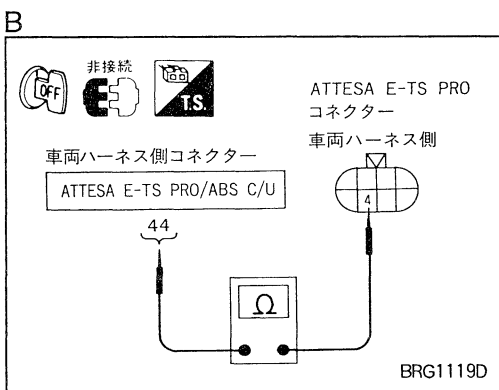 B
OFF
非接続
T.S.
ATTESA E-TS PRO
コネクター
車両ハーネス側
車両ハーネス側コネクター
ATTESA E-TS PRO/ABS C/U
44
4
Ω
BRG1119D